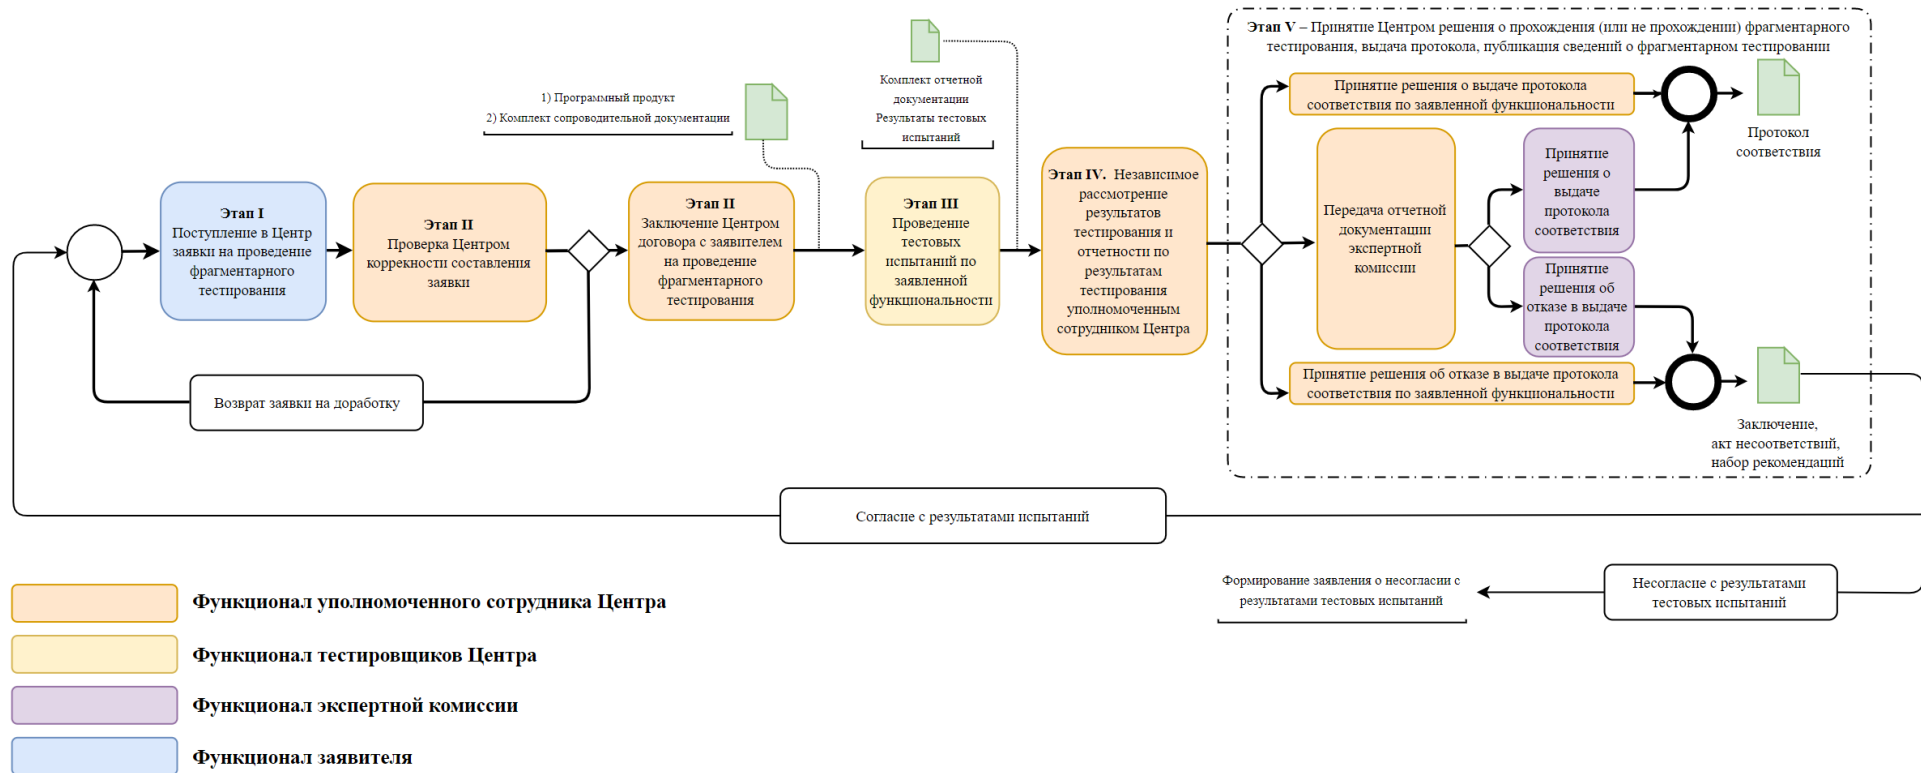 Этап V – Принятие Центром решения о прохождения (или не прохождении) фрагментарного
тестирования, выдача протокола, публикация сведений о фрагментарном тестировании
1) Программный продукт
2) Комплект сопроводительной документации
Комплект отчетной
документации
Результаты тестовых
испытаний
Этап I
Поступление в Центр
заявки на проведение
фрагментарного
тестирования
Этап II
Проверка Центром
коррекности составления
заявки
Этап II
Заключение Центром
договора с заявителем
на проведение
фрагментарного
тестирования
Этап III
Проведение
тестовых
испытаний по
заявленной
функциональности
Этап IV. Независимое
рассмотрение
результатов
тестирования и
отчетности по
результатам
тестирования
уполномоченным
сотрудником Центра
Принятие решения о выдаче протокола
соответствия по заявленной функциональности
Передача отчетной
документации
экспертной
комиссии
Принятие
решения о
выдаче
протокола
соответствия
Принятие
решения об
отказе в выдаче
протокола
соответствия
Принятие решения об отказе в выдаче протокола
соответствия по заявленной функциональности
Протокол
соответствия
Заключение,
акт несоответствий,
набор рекомендаций
Возврат заявки на доработку
Согласие с результатами испытаний
Формирование заявления о несогласии с
результатами тестовых испытаний
Несогласие с результатами
тестовых испытаний
Функционал уполномоченного сотрудника Центра
Функционал тестировщиков Центра
Функционал экспертной комиссии
Функционал заявителя